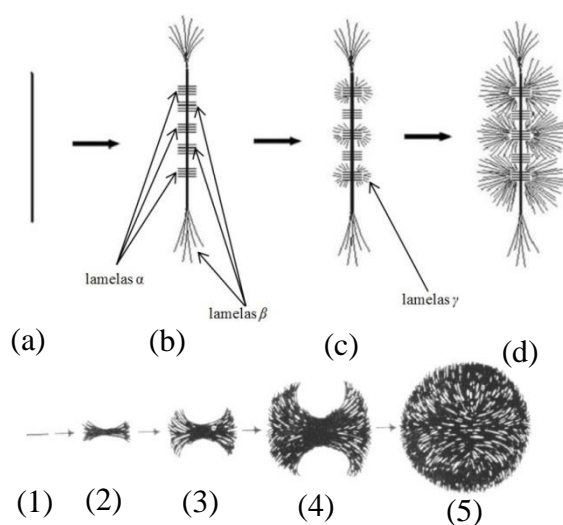 lamelas α
lamelas β
lamelas γ
(a) (b) (c) (d)
(1) (2) (3) (4) (5)